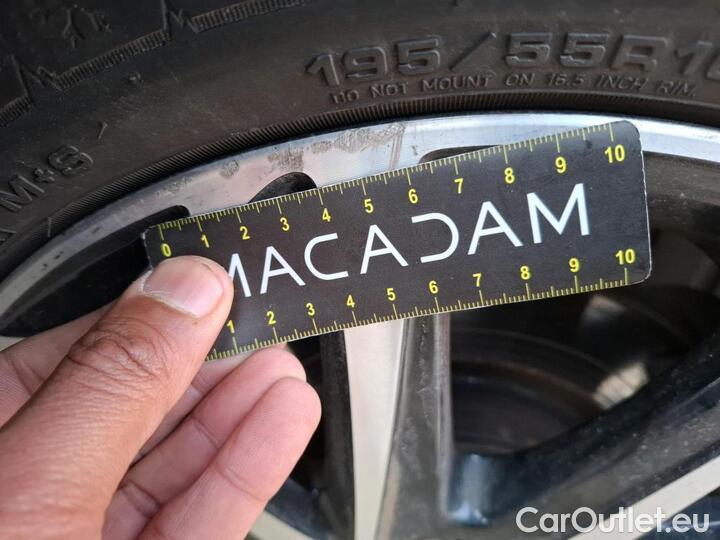 195/55R16
DO NOT MOUNT ON 16.5 INCH RIM.
M+S
0 1 2 3 4 5 6 7 8 9 10
MACADAM
1 2 3 4 5 6 7 8 9 10
CarOutlet.eu